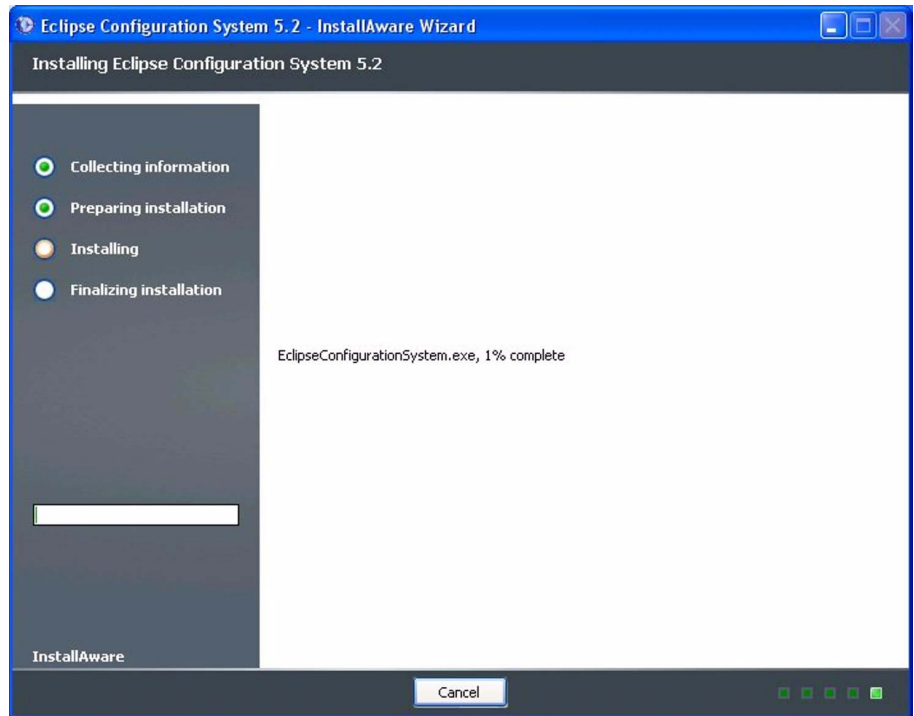 Eclipse Configuration System 5.2 - InstallAware Wizard
Installing Eclipse Configuration System 5.2
Collecting information
Preparing installation
Installing
Finalizing installation
EclipseConfigurationSystem.exe, 1% complete
InstallAware
Cancel